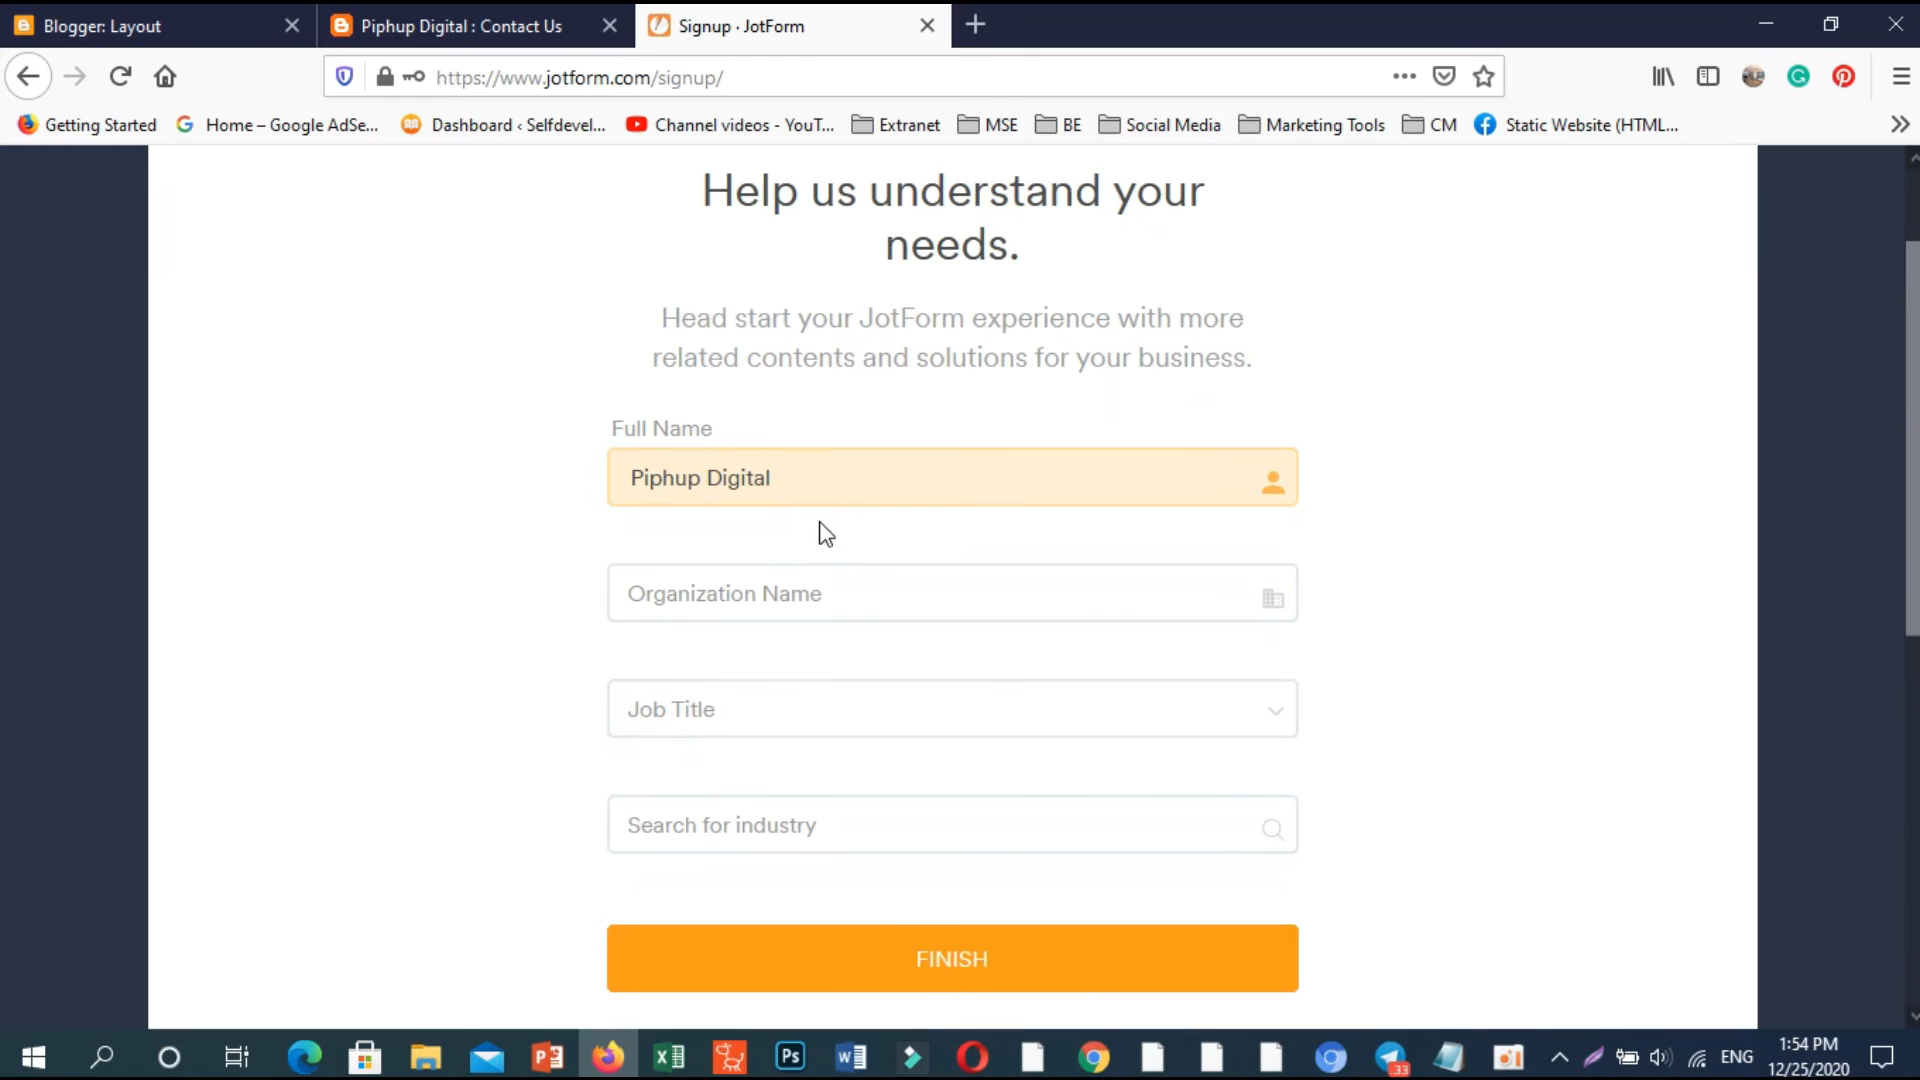 Blogger: Layout
Piphup Digital : Contact Us
Signup · JotForm
https://www.jotform.com/signup/
Getting Started
Home – Google AdSe...
Dashboard ‹ Selfdevel...
Channel videos - YouT...
Extranet
MSE
BE
Social Media
Marketing Tools
CM
Static Website (HTML...
Help us understand your
needs.
Head start your JotForm experience with more
related contents and solutions for your business.
Full Name
Piphup Digital
Organization Name
Job Title
Search for industry
FINISH
33
ENG
1:54 PM
12/25/2020